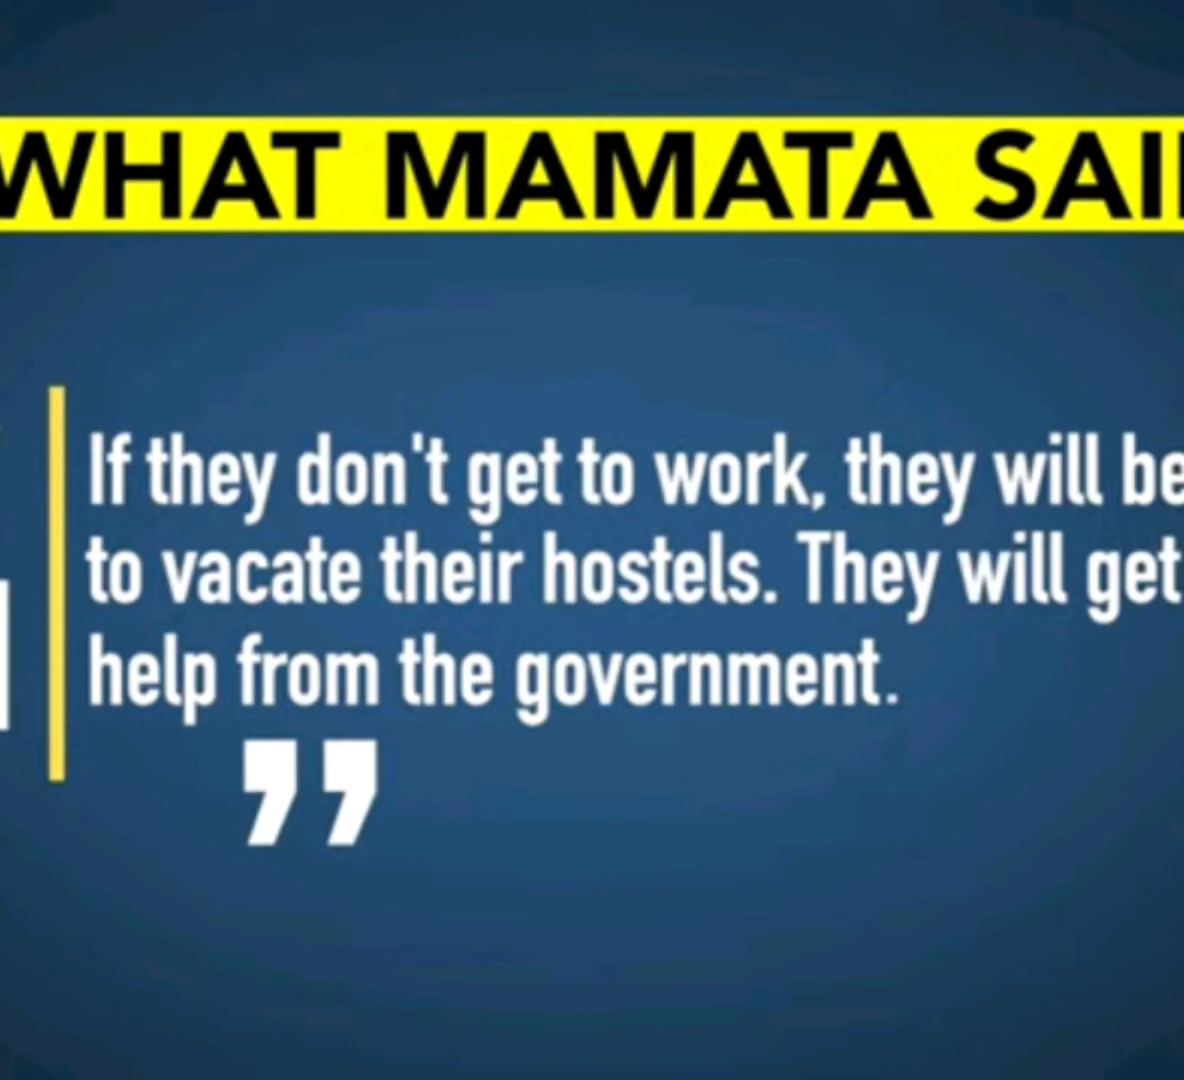 WHAT MAMATA SAI
If they don't get to work, they will be
to vacate their hostels. They will get
help from the government.
”